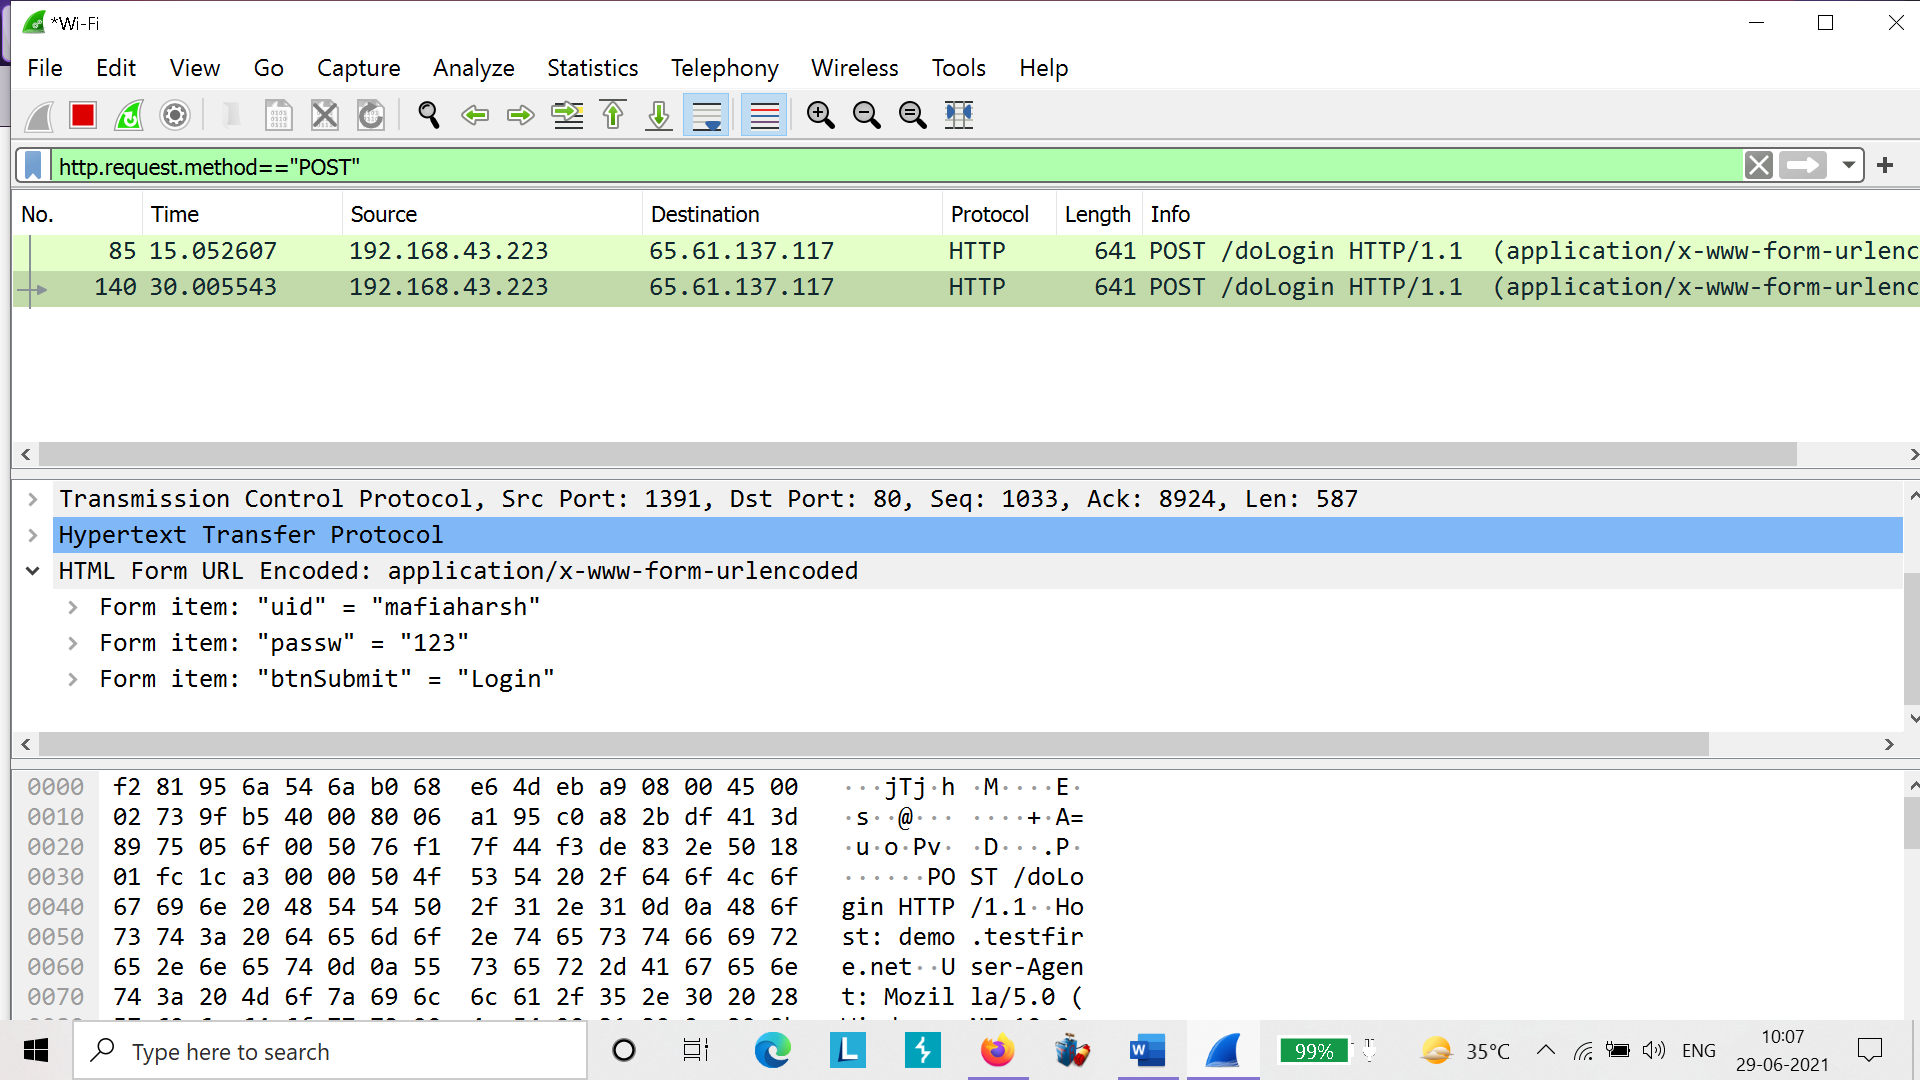 *Wi-Fi
File Edit View Go Capture Analyze Statistics Telephony Wireless Tools Help
http.request.method=="POST"
No. Time Source Destination Protocol Length Info
85 15.052607 192.168.43.223 65.61.137.117 HTTP 641 POST /doLogin HTTP/1.1 (application/x-www-form-urlenc
140 30.005543 192.168.43.223 65.61.137.117 HTTP 641 POST /doLogin HTTP/1.1 (application/x-www-form-urlenc
Transmission Control Protocol, Src Port: 1391, Dst Port: 80, Seq: 1033, Ack: 8924, Len: 587
Hypertext Transfer Protocol
HTML Form URL Encoded: application/x-www-form-urlencoded
Form item: "uid" = "mafiaharsh"
Form item: "passw" = "123"
Form item: "btnSubmit" = "Login"
0000 f2 81 95 6a 54 6a b0 68 e6 4d eb a9 08 00 45 00 ···jTj·h ·M····E·
0010 02 73 9f b5 40 00 80 06 a1 95 c0 a8 2b df 41 3d ·s··@··· ····+·A=
0020 89 75 05 6f 00 50 76 f1 7f 44 f3 de 83 2e 50 18 ·u·o·Pv· ·D···.P·
0030 01 fc 1c a3 00 00 50 4f 53 54 20 2f 64 6f 4c 6f ······PO ST /doLo
0040 67 69 6e 20 48 54 54 50 2f 31 2e 31 0d 0a 48 6f gin HTTP /1.1··Ho
0050 73 74 3a 20 64 65 6d 6f 2e 74 65 73 74 66 69 72 st: demo .testfir
0060 65 2e 6e 65 74 0d 0a 55 73 65 72 2d 41 67 65 6e e.net··U ser-Agen
0070 74 3a 20 4d 6f 7a 69 6c 6c 61 2f 35 2e 30 20 28 t: Mozil la/5.0 (
Type here to search
99% 35°C ENG 10:07
29-06-2021